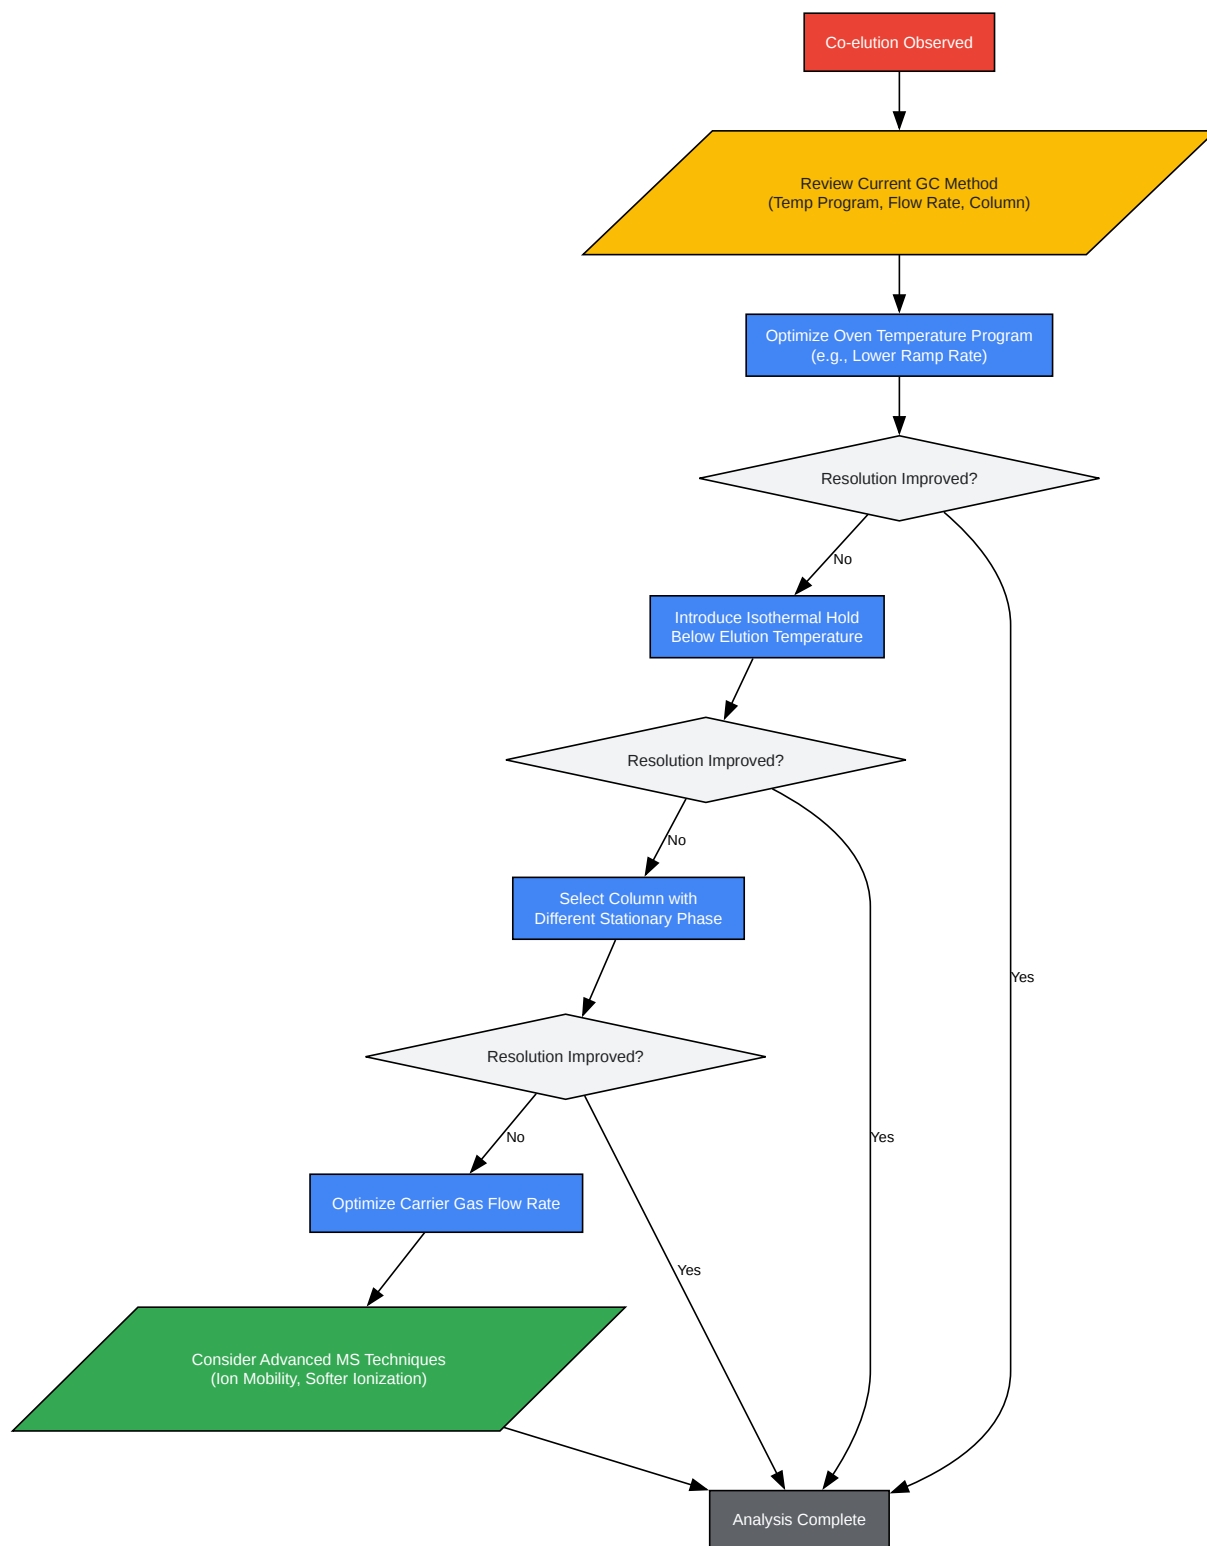 Co-elution Observed
Review Current GC Method
(Temp Program, Flow Rate, Column)
Optimize Oven Temperature Program
(e.g., Lower Ramp Rate)
Resolution Improved?
No
Introduce Isothermal Hold
Below Elution Temperature
Resolution Improved?
No
Select Column with
Different Stationary Phase
Yes
Resolution Improved?
No
Yes
Optimize Carrier Gas Flow Rate
Yes
Consider Advanced MS Techniques
(Ion Mobility, Softer Ionization)
Analysis Complete